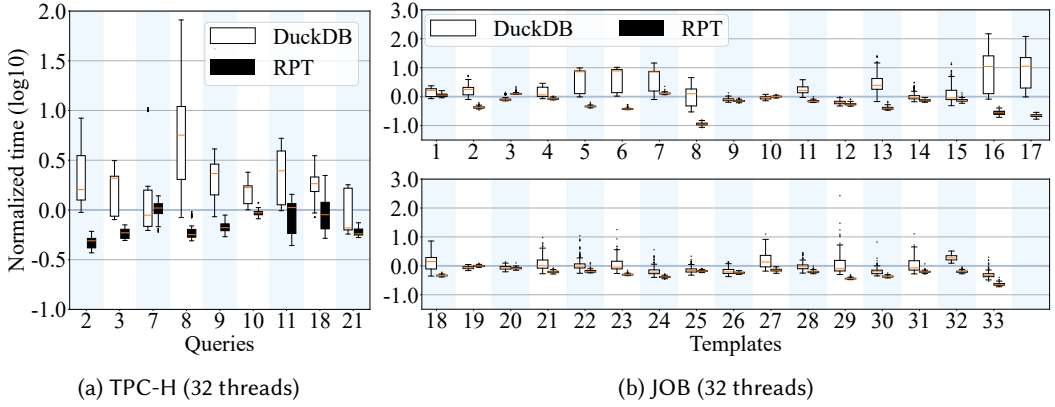 Normalized time (log10)
2.0
1.5
1.0
0.5
0.0
-0.5
-1.0
DuckDB
RPT
2 3 7 8 9 10 11 18 21
Queries
(a) TPC-H (32 threads)
3.0
2.0
1.0
0.0
-1.0
DuckDB RPT
1 2 3 4 5 6 7 8 9 10 11 12 13 14 15 16 17
3.0
2.0
1.0
0.0
-1.0
18 19 20 21 22 23 24 25 26 27 28 29 30 31 32 33
Templates
(b) JOB (32 threads)